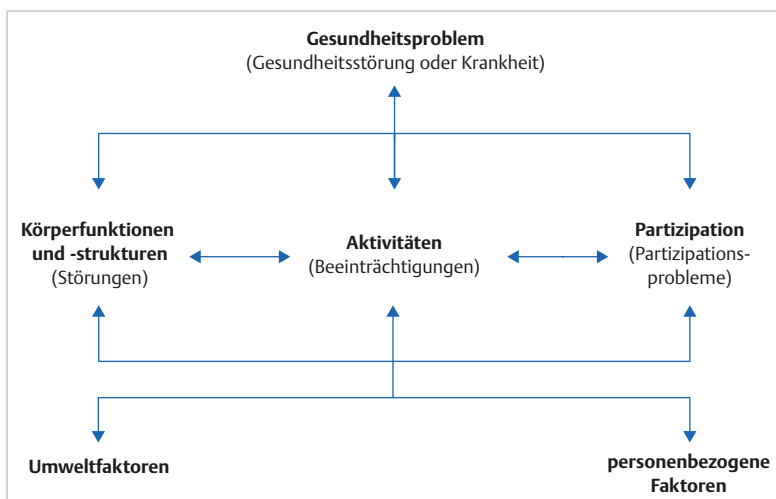 Gesundheitsproblem
(Gesundheitsstörung oder Krankheit)
Körperfunktionen
und -strukturen
(Störungen)
Aktivitäten
(Beeinträchtigungen)
Partizipation
(Partizipations-
probleme)
Umweltfaktoren
personenbezogene
Faktoren